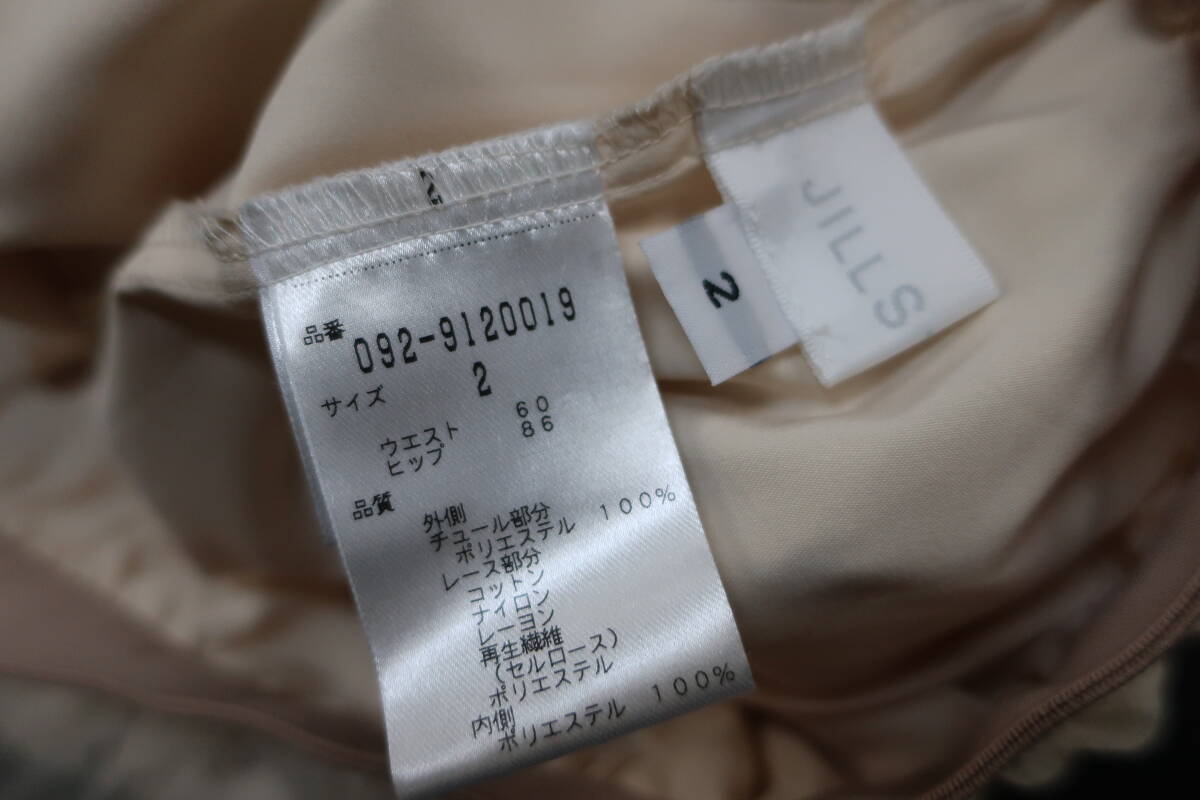 2
品番 092-9120019
サイズ 2
ウエスト 60
ヒップ 86
品質
外側
チュール部分
ポリエステル 100%
レース部分
コットン
ナイロン
レーヨン
再生繊維
(セルロース)
ポリエステル
内側
ポリエステル 100%
2
JILLS